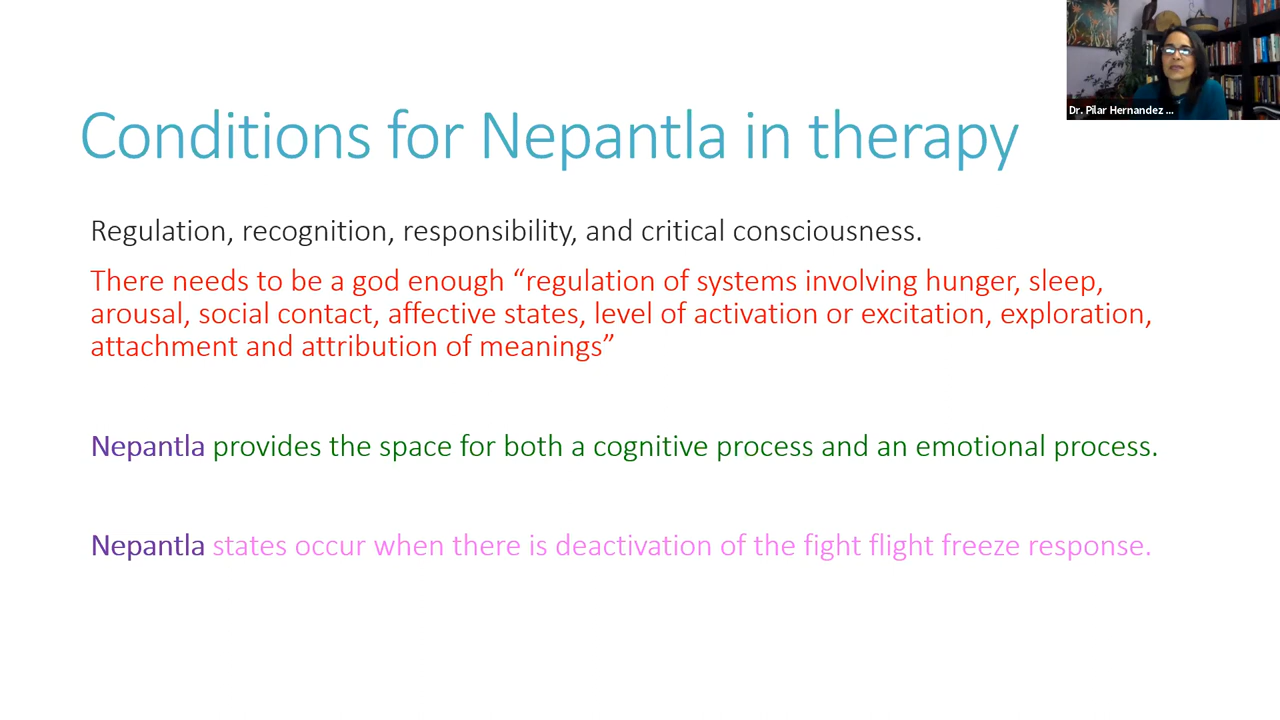 Dr. Pilar Hernandez ...
Conditions for Nepantla in therapy
Regulation, recognition, responsibility, and critical consciousness.
There needs to be a god enough “regulation of systems involving hunger, sleep,
arousal, social contact, affective states, level of activation or excitation, exploration,
attachment and attribution of meanings”
Nepantla provides the space for both a cognitive process and an emotional process.
Nepantla states occur when there is deactivation of the fight flight freeze response.